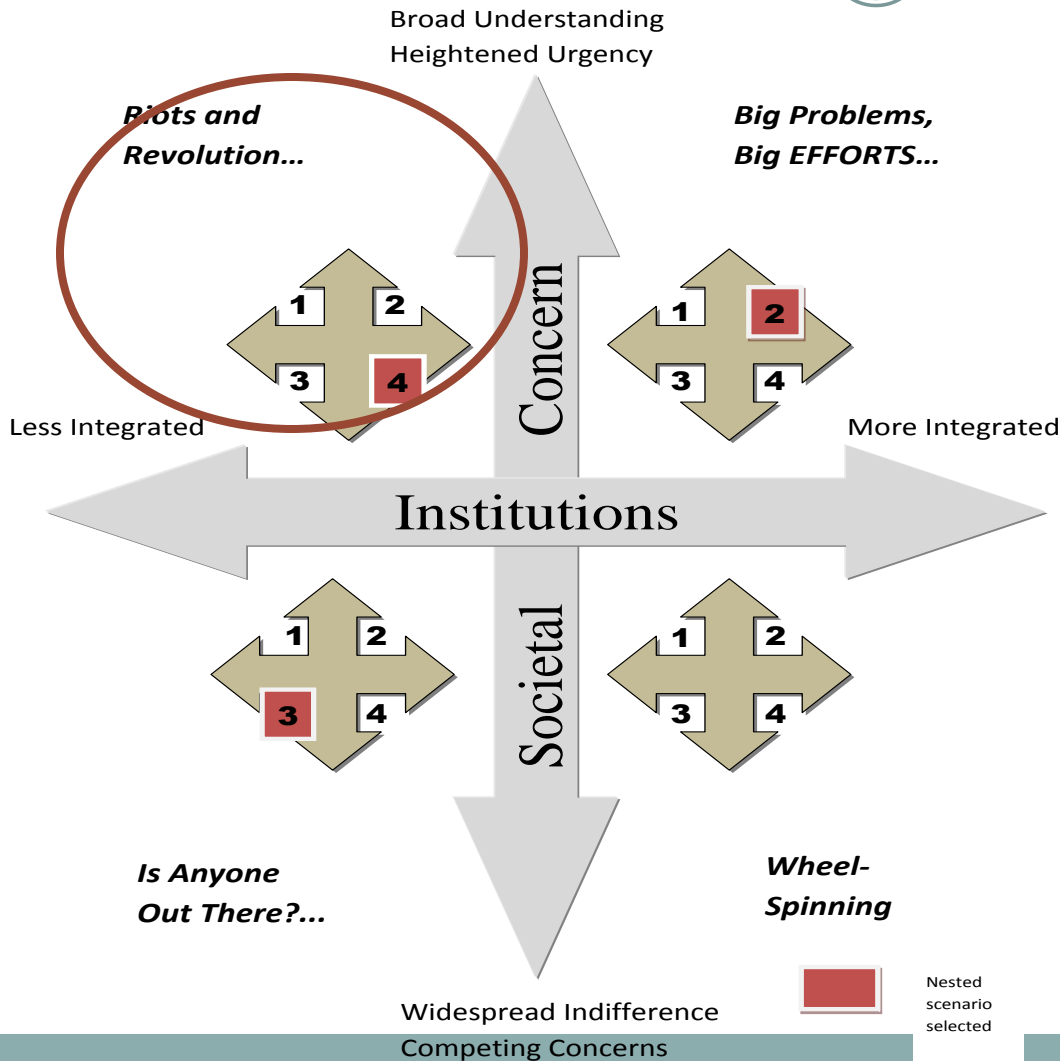 Broad Understanding
Heightened Urgency
Riots and
Revolution...
Big Problems,
Big EFFORTS...
1
2
3
4
1
2
3
4
Concern
Less Integrated
More Integrated
Institutions
Societal
1
2
3
4
1
2
3
4
Is Anyone
Out There?...
Wheel-
Spinning
Nested
scenario
selected
Widespread Indifference
Competing Concerns